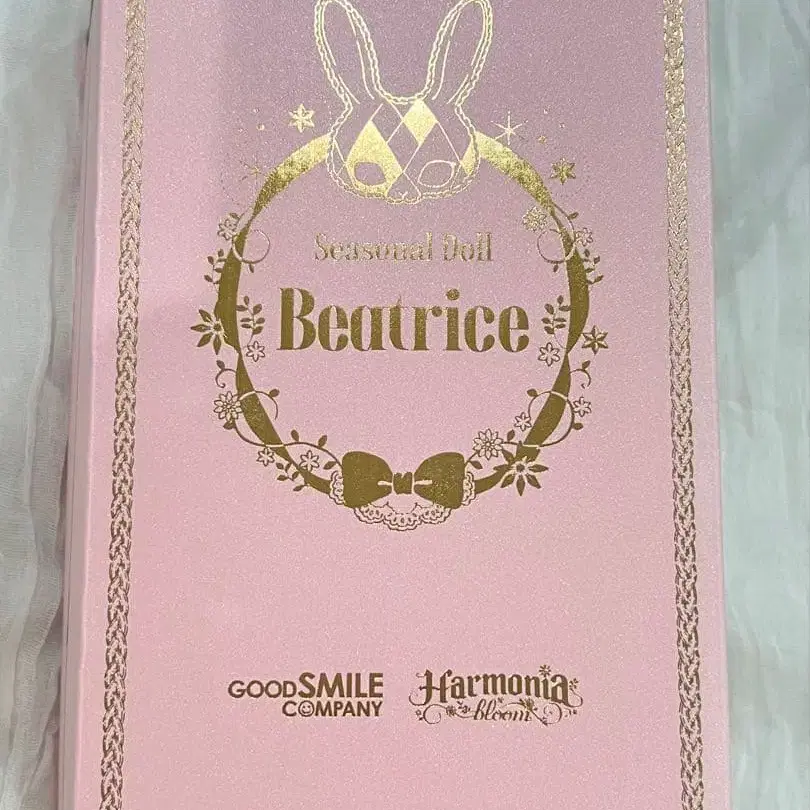 Seasonal Doll
Beatrice
GOOD SMILE
COMPANY
Harmonia
bloom